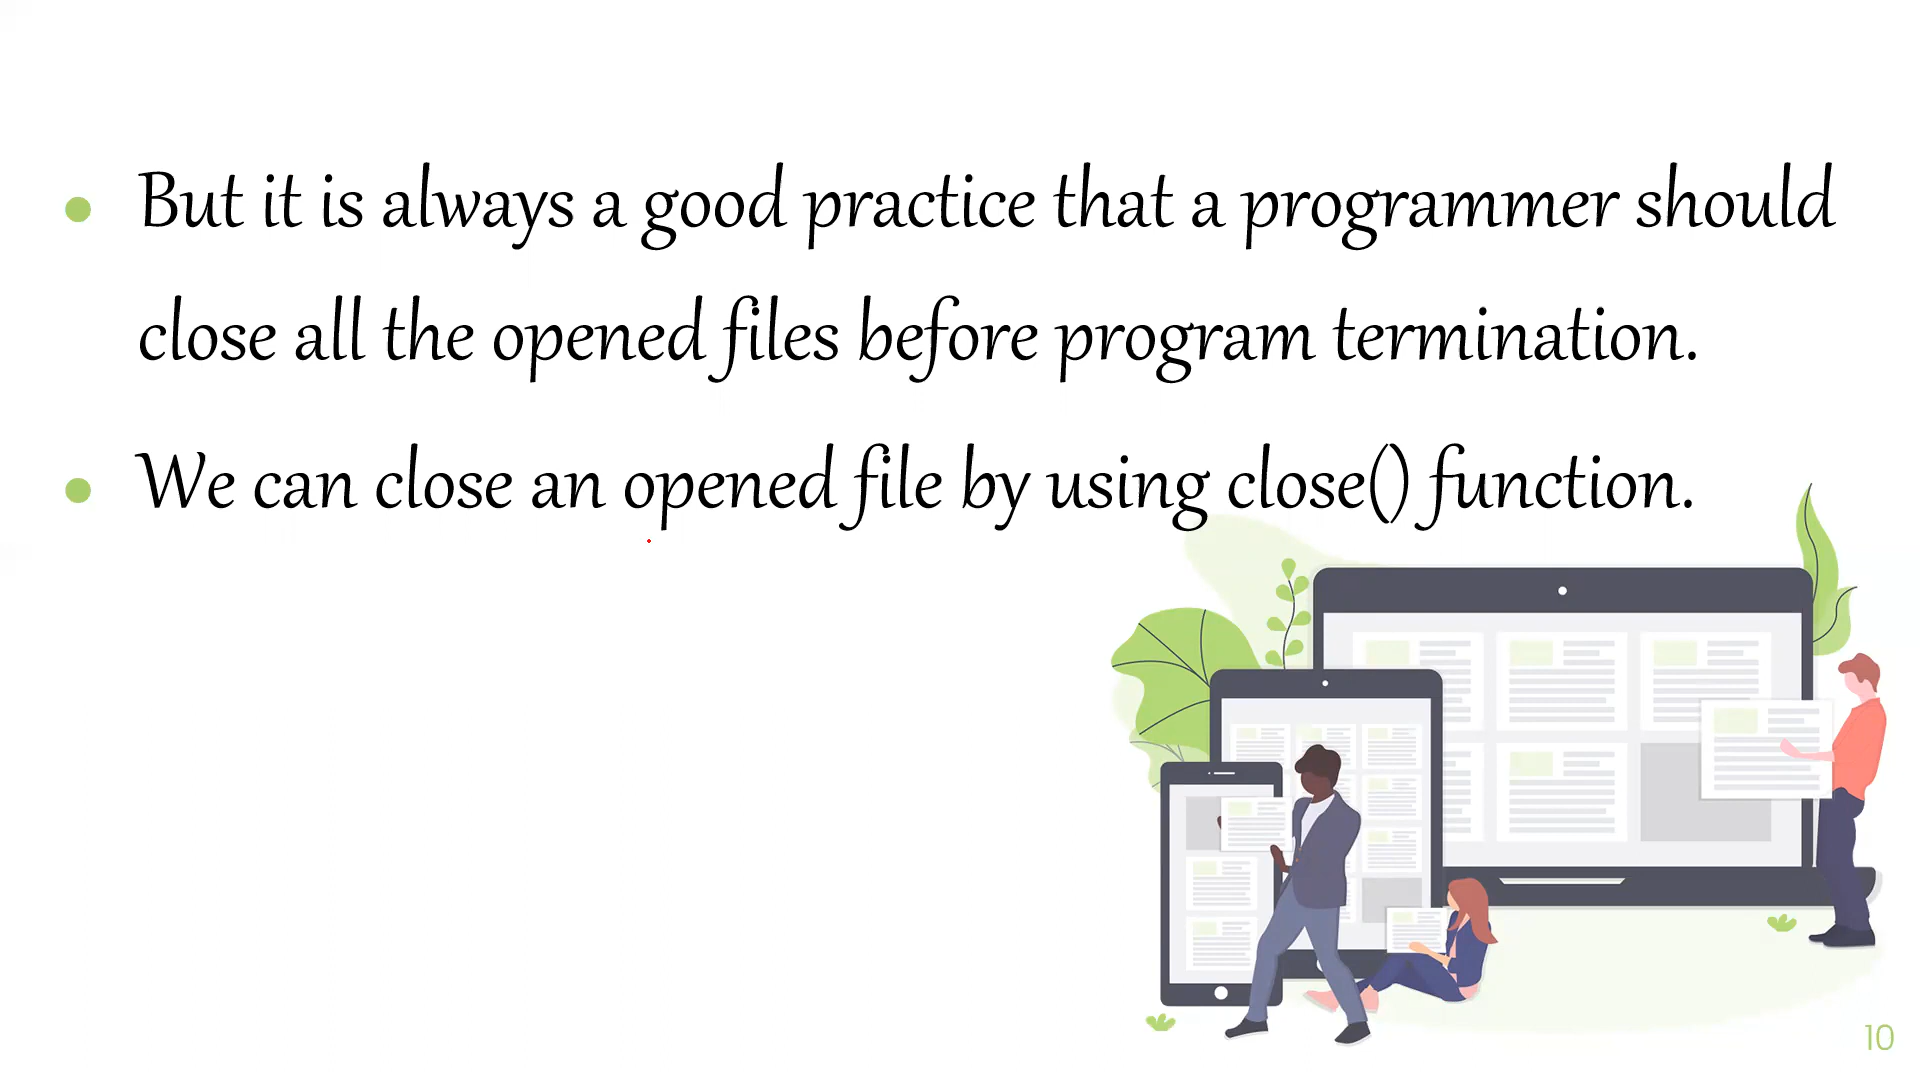 But it is always a good practice that a programmer should
close all the opened files before program termination.
We can close an opened file by using close() function.
10